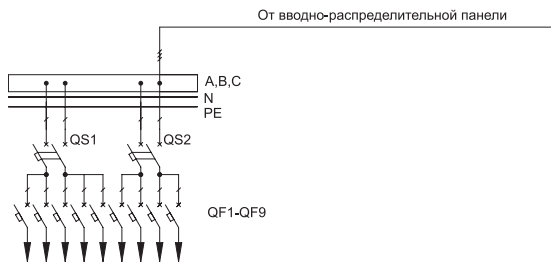 От вводно-распределительной панели
A,B,C
N
PE
QS1
QS2
QF1-QF9